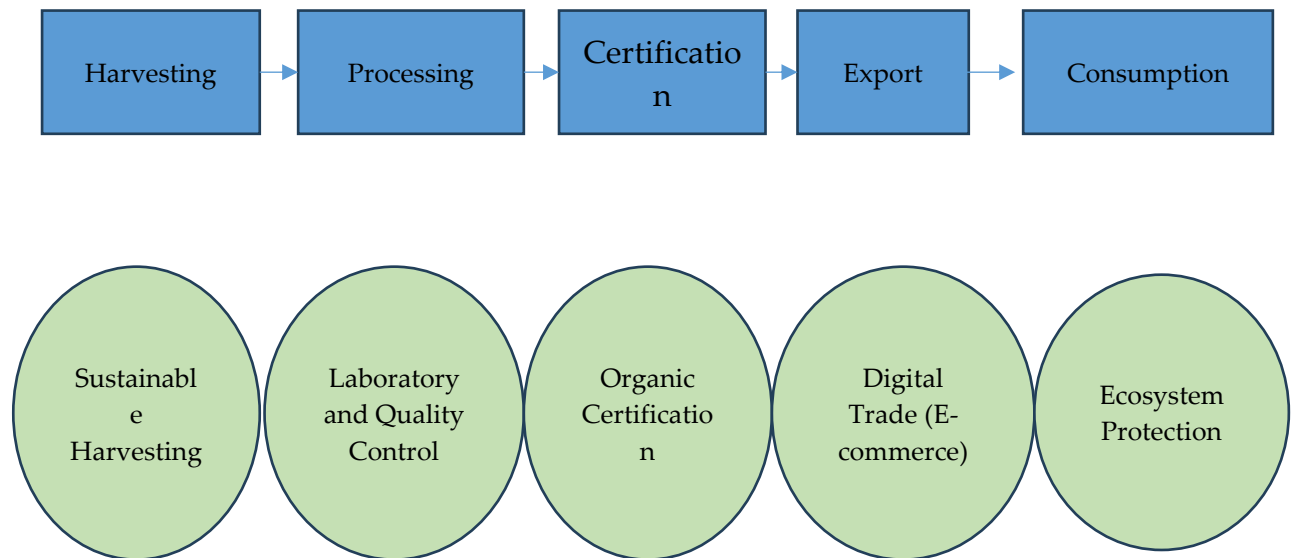 Harvesting
Processing
Certificatio
n
Export
Consumption
Sustainabl
e
Harvesting
Laboratory
and Quality
Control
Organic
Certificatio
n
Digital
Trade (E-
commerce)
Ecosystem
Protection